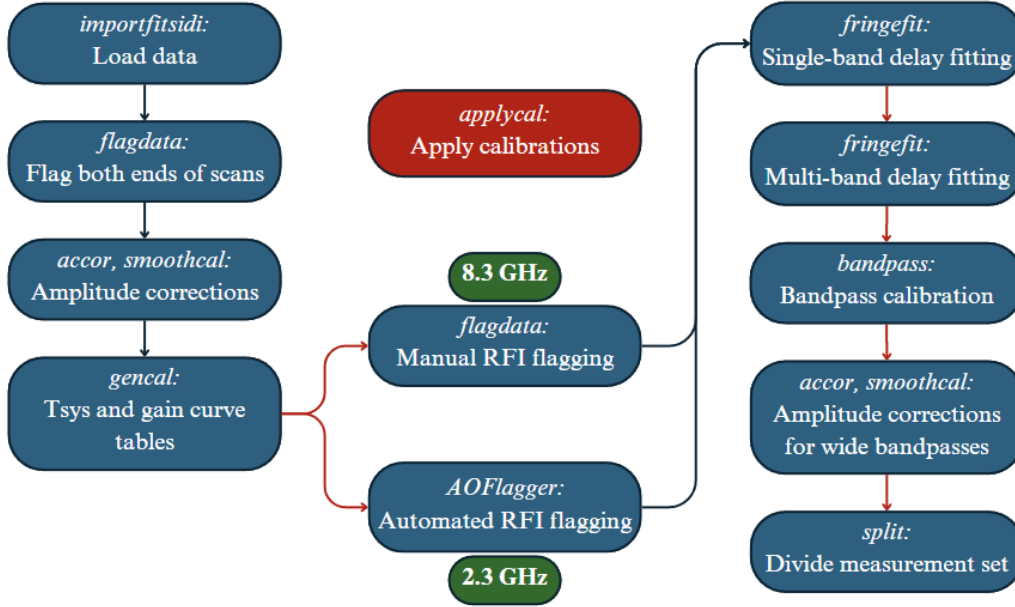 importfitsidi:
Load data
flagdata:
Flag both ends of scans
accor, smoothcal:
Amplitude corrections
gencal:
Tsys and gain curve
tables
applycal:
Apply calibrations
8.3 GHz
flagdata:
Manual RFI flagging
AOFlagger:
Automated RFI flagging
2.3 GHz
fringefit:
Single-band delay fitting
fringefit:
Multi-band delay fitting
bandpass:
Bandpass calibration
accor, smoothcal:
Amplitude corrections
for wide bandpasses
split:
Divide measurement set